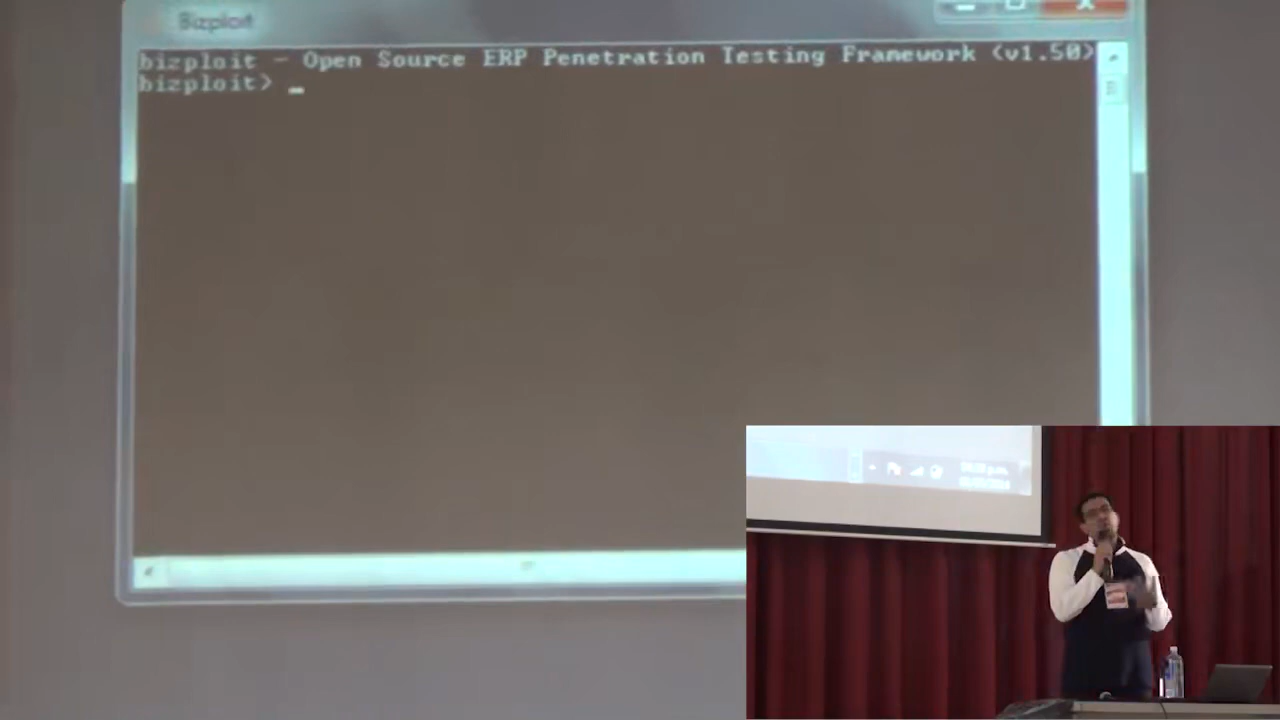 Bizploit
bizploit - Open Source ERP Penetration Testing Framework (v1.50)
bizploit>